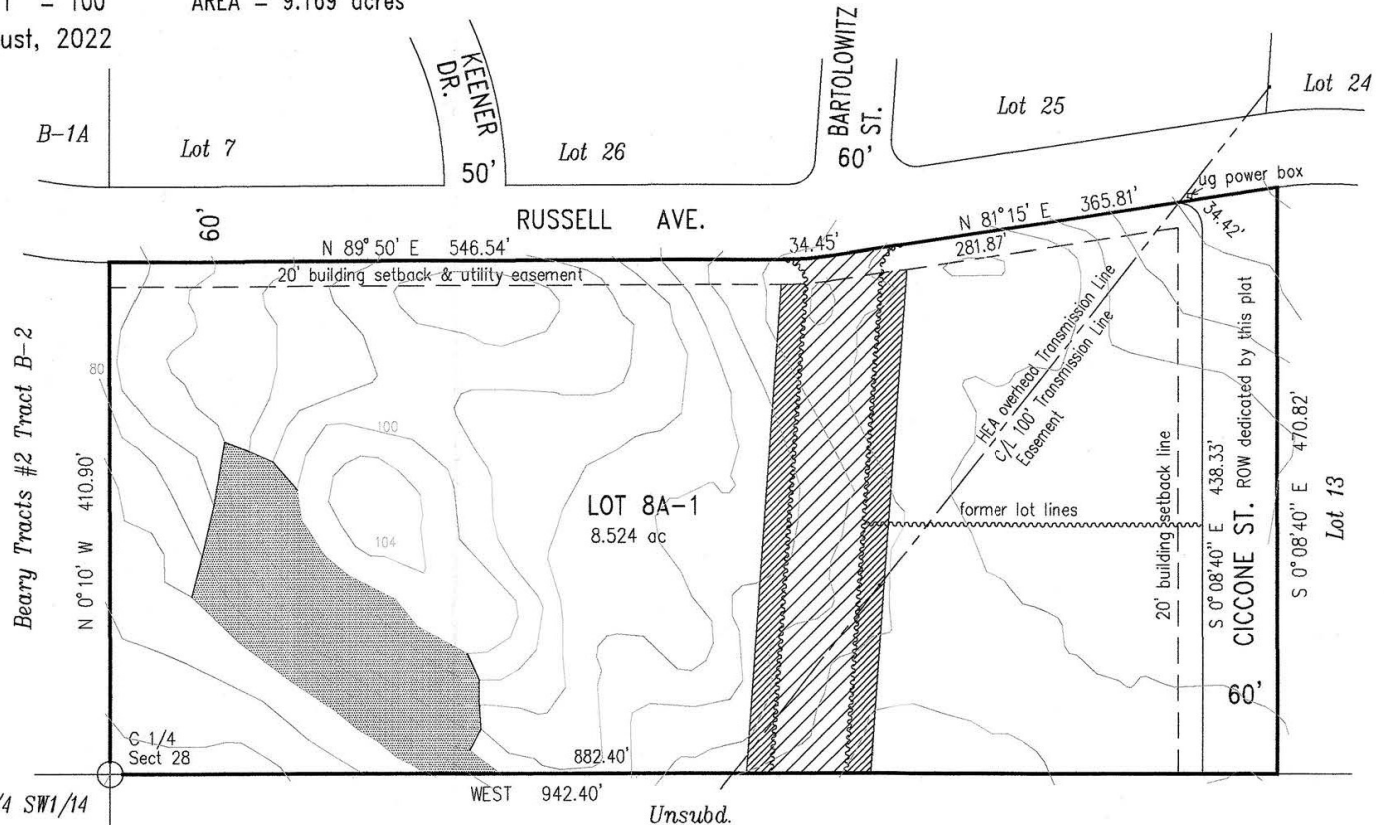 1" = 100' AREA = 9.169 acres
ust, 2022
KEENER
DR.
50'
BARTOLOWITZ
ST.
60'
Lot 24
Lot 25
B-1A
Lot 7
Lot 26
ug power box
60'
RUSSELL AVE.
N 81°15' E 365.81'
34.42'
N 89°50' E 546.54'
34.45'
281.87'
20' building setback & utility easement
HEA overhead Transmission Line
C/L 100' Transmission Line
Easement
Beary Tracts #2 Tract B-2
N 0°10' W 410.90'
80
100
104
LOT 8A-1
8.524 ac
former lot lines
20' building setback line
S 0°08'40" E 438.33'
CICCONE ST. ROW dedicated by this plat
60'
S 0°08'40" E 470.82'
Lot 13
C 1/4
Sect 28
882.40'
WEST 942.40'
/4 SW1/14
Unsubd.